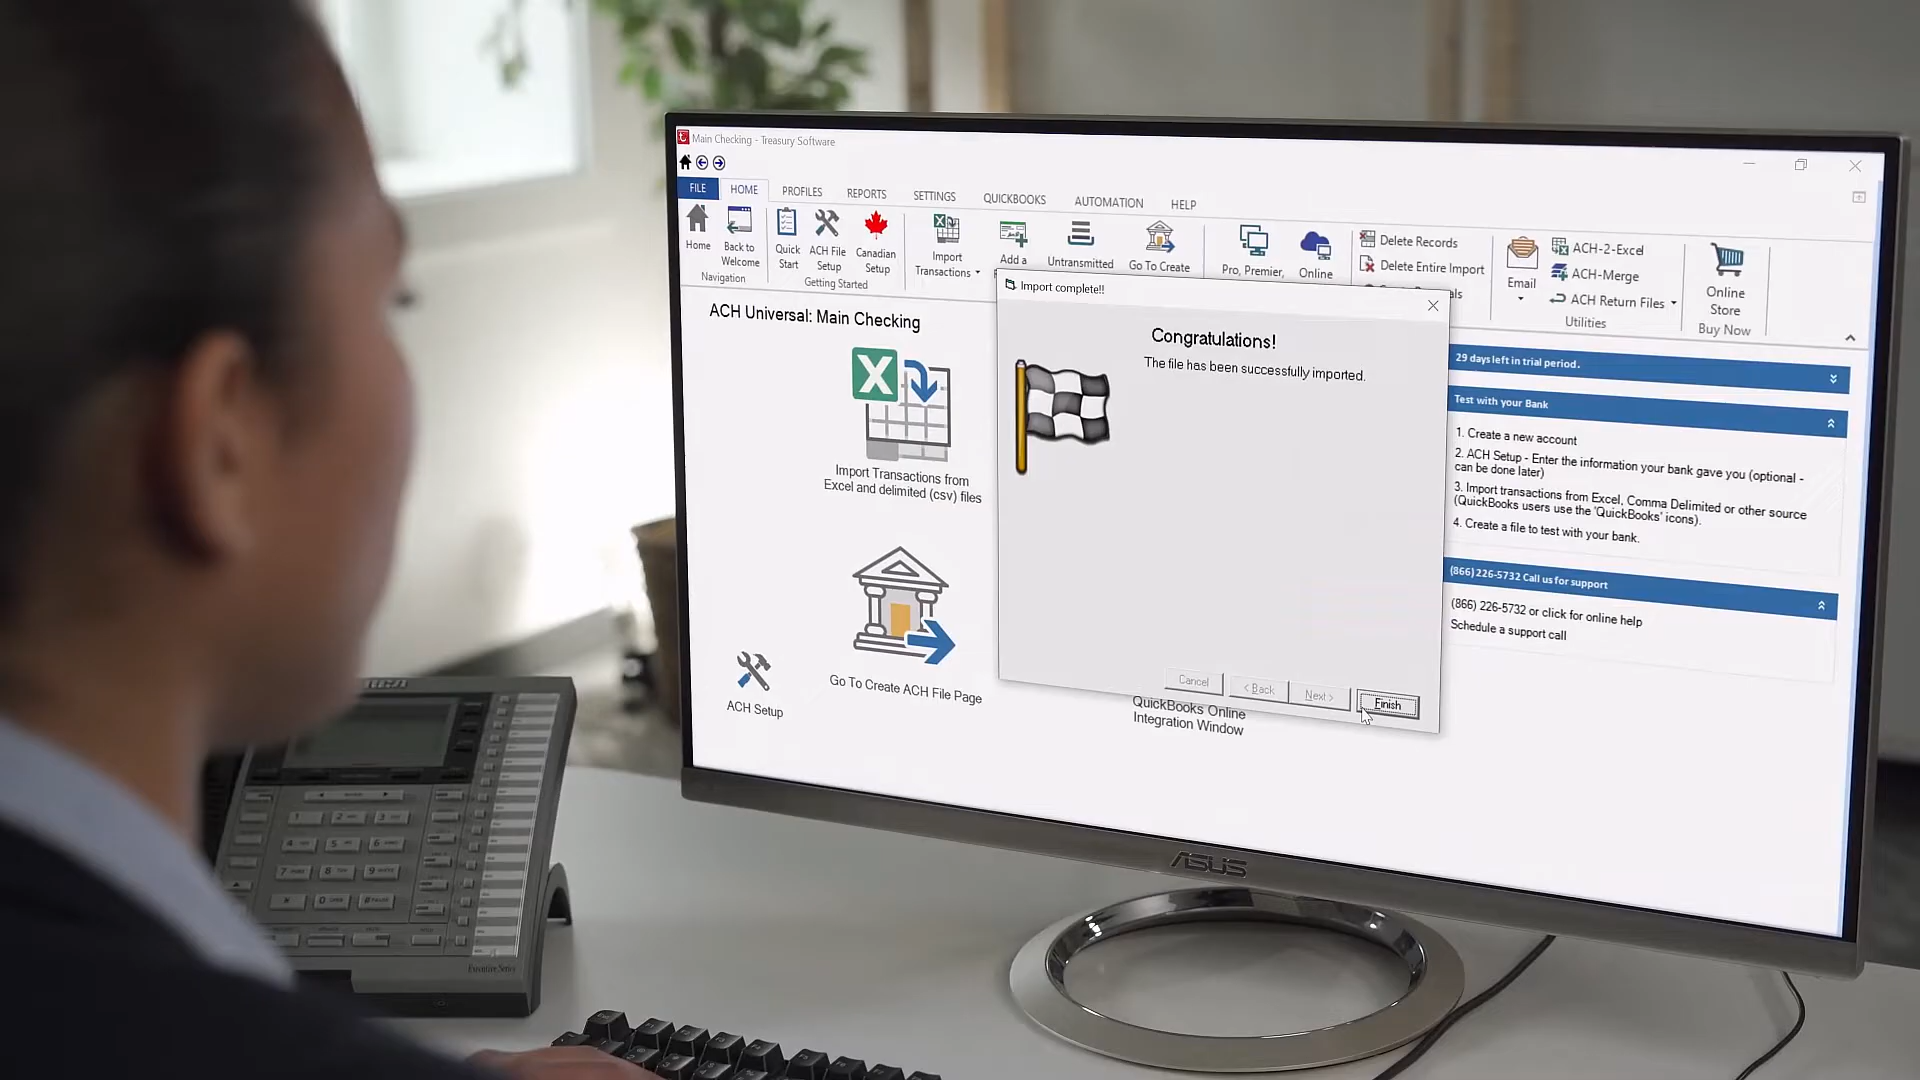 Main Checking - Treasury Software
FILE HOME PROFILES REPORTS SETTINGS QUICKBOOKS AUTOMATION HELP
Home
Back to
Welcome
Navigation
Quick
Start
ACH File
Setup
Canadian
Setup
Getting Started
Import
Transactions
Add a
Untransmitted
Go To Create
Pro, Premier,
Online
Delete Records
Delete Entire Import
Email
ACH-2-Excel
ACH-Merge
ACH Return Files
Utilities
Online
Store
Buy Now
ACH Universal: Main Checking
Import Transactions from
Excel and delimited (csv) files
Go To Create ACH File Page
ACH Setup
QuickBooks Online
Integration Window
Import complete!!
Congratulations!
The file has been successfully imported.
Cancel
< Back
Next >
Finish
29 days left in trial period.
Test with your Bank
1. Create a new account
2. ACH Setup - Enter the information your bank gave you (optional -
can be done later)
3. Import transactions from Excel, Comma Delimited or other source
(QuickBooks users use the 'QuickBooks' icons).
4. Create a file to test with your bank.
(866) 226-5732 Call us for support
(866) 226-5732 or click for online help
Schedule a support call
ASUS
Executive Series